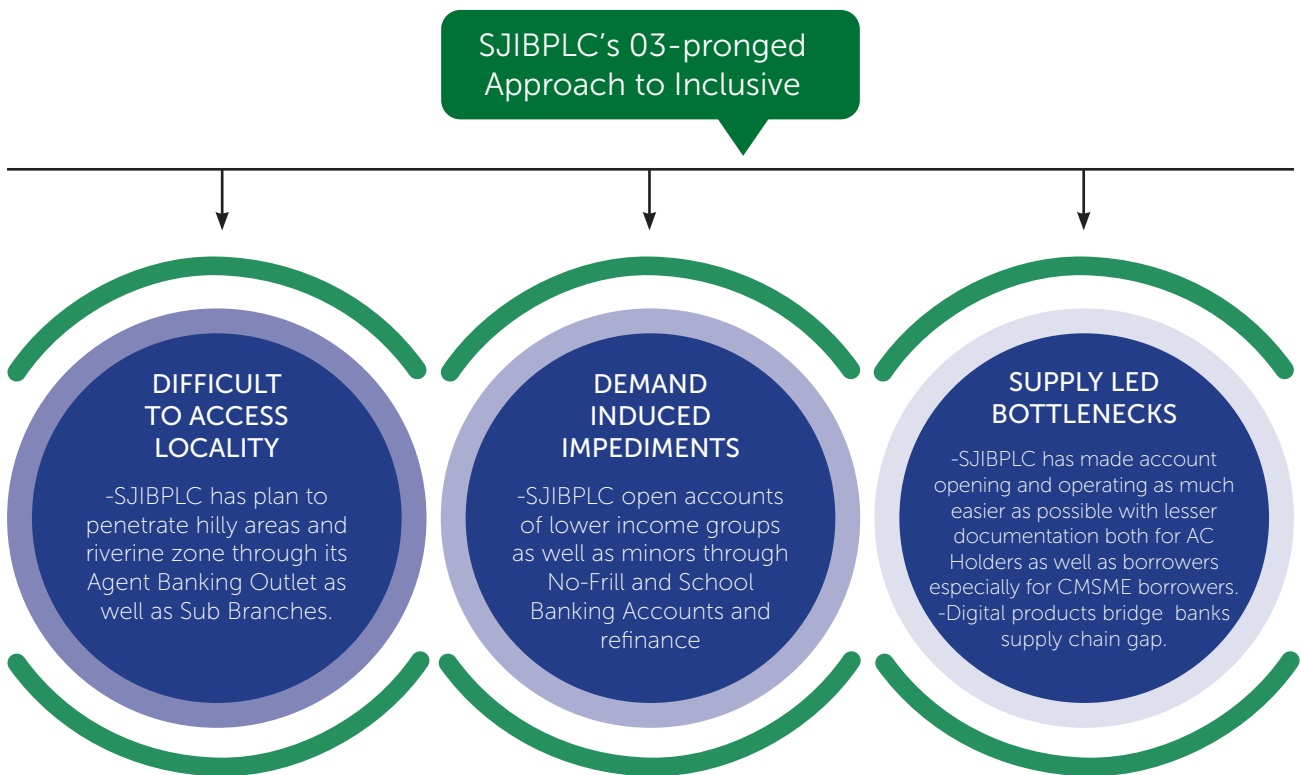 SJIBPLC's 03-pronged
Approach to Inclusive
DIFFICULT
TO ACCESS
LOCALITY
-SJIBPLC has plan to
penetrate hilly areas and
riverine zone through its
Agent Banking Outlet as
well as Sub Branches.
DEMAND
INDUCED
IMPEDIMENTS
-SJIBPLC open accounts
of lower income groups
as well as minors through
No-Frill and School
Banking Accounts and
refinance
SUPPLY LED
BOTTLENECKS
-SJIBPLC has made account
opening and operating as much
easier as possible with lesser
documentation both for AC
Holders as well as borrowers
especially for CMSME borrowers.
-Digital products bridge banks
supply chain gap.